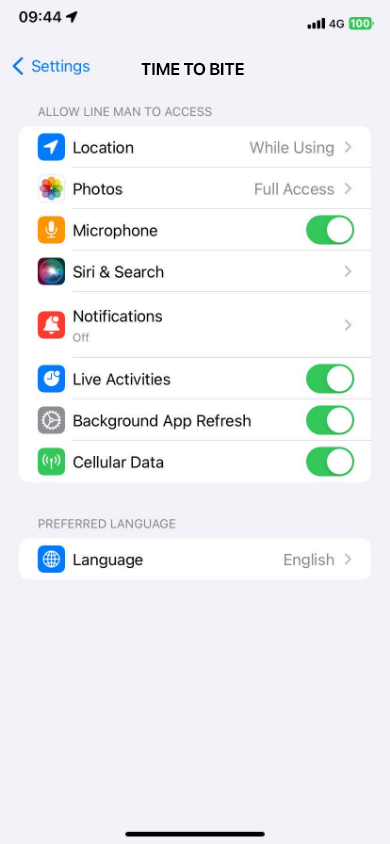 09:44
4G 100
Settings
TIME TO BITE
ALLOW LINE MAN TO ACCESS
Location While Using
Photos Full Access
Microphone
Siri & Search
Notifications
Off
Live Activities
Background App Refresh
Cellular Data
PREFERRED LANGUAGE
Language English